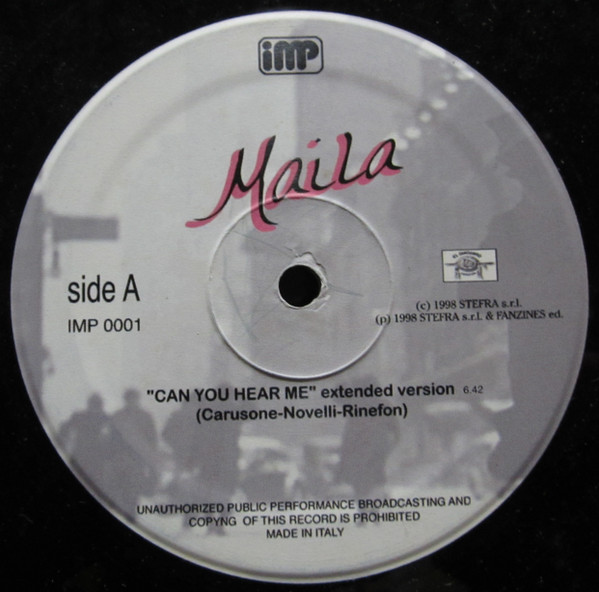 imp
Maila
side A
IMP 0001
(c) 1998 STEFRA s.r.l.
(p) 1998 STEFRA s.r.l. & FANZINES ed.
"CAN YOU HEAR ME" extended version 6.42
(Carusone-Novelli-Rinefon)
UNAUTHORIZED PUBLIC PERFORMANCE BROADCASTING AND
COPYNG OF THIS RECORD IS PROHIBITED
MADE IN ITALY